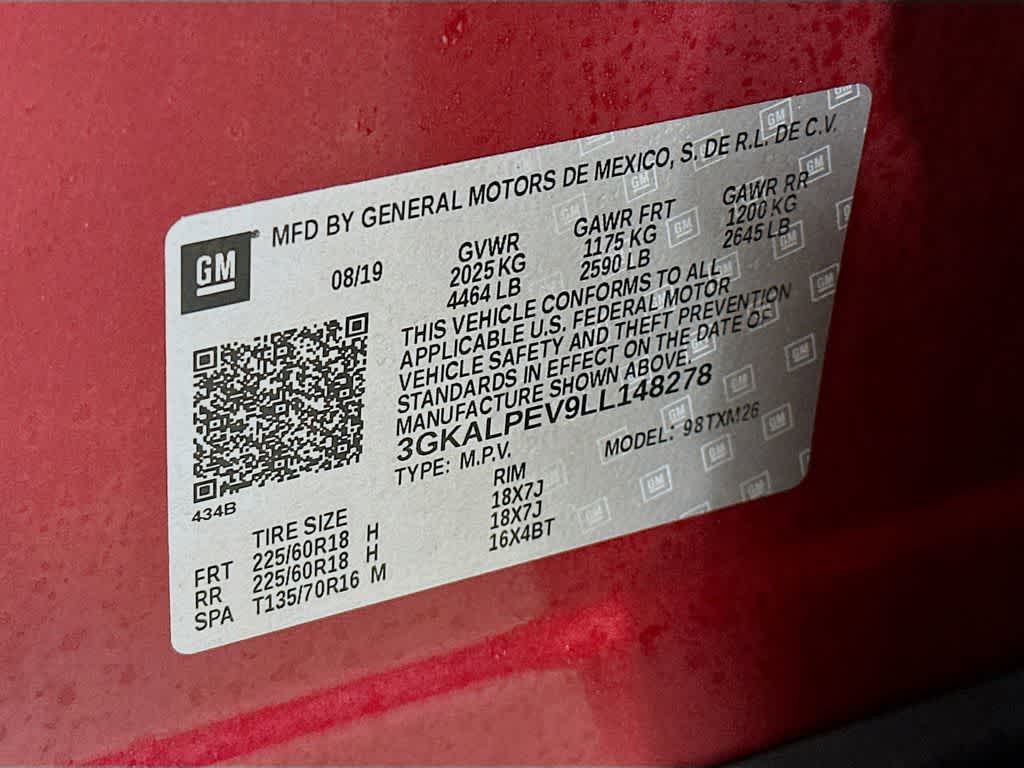 MFD BY GENERAL MOTORS DE MEXICO, S. DE R.L. DE C.V.
GM
08/19
GVWR
2025 KG
4464 LB
GAWR FRT
1175 KG
2590 LB
GAWR RR
1200 KG
2645 LB
THIS VEHICLE CONFORMS TO ALL
APPLICABLE U.S. FEDERAL MOTOR
VEHICLE SAFETY AND THEFT PREVENTION
STANDARDS IN EFFECT ON THE DATE OF
MANUFACTURE SHOWN ABOVE.
3GKALPEV9LL148278
TYPE: M.P.V. MODEL: 98TXM26
434B
TIRE SIZE RIM
FRT 225/60R18 H 18X7J
RR 225/60R18 H 18X7J
SPA T135/70R16 M 16X4BT